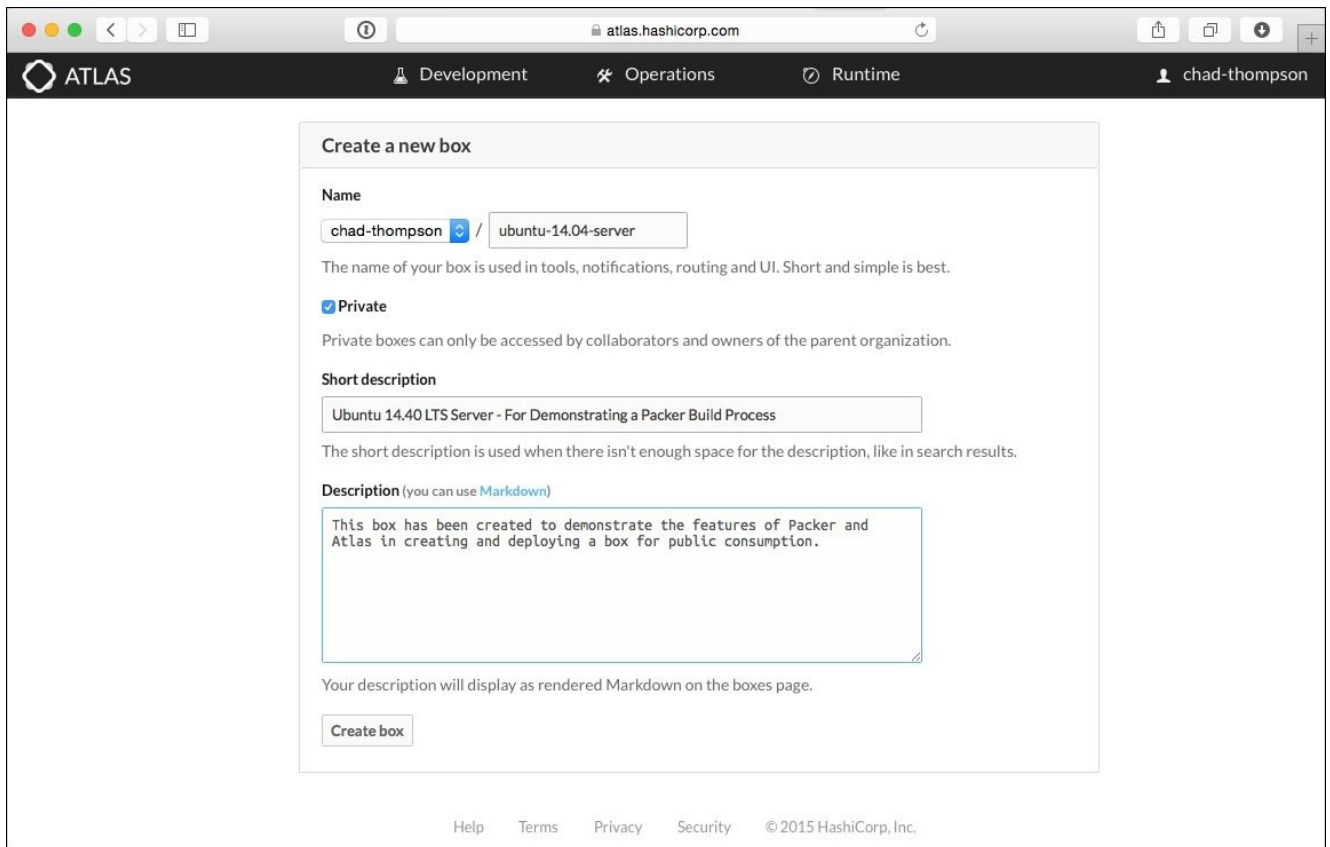 atlas.hashicorp.com
ATLAS
Development
Operations
Runtime
chad-thompson
Create a new box
Name
chad-thompson / ubuntu-14.04-server
The name of your box is used in tools, notifications, routing and UI. Short and simple is best.
Private
Private boxes can only be accessed by collaborators and owners of the parent organization.
Short description
Ubuntu 14.40 LTS Server - For Demonstrating a Packer Build Process
The short description is used when there isn't enough space for the description, like in search results.
Description (you can use Markdown)
This box has been created to demonstrate the features of Packer and
Atlas in creating and deploying a box for public consumption.
Your description will display as rendered Markdown on the boxes page.
Create box
Help
Terms
Privacy
Security
© 2015 HashiCorp, Inc.